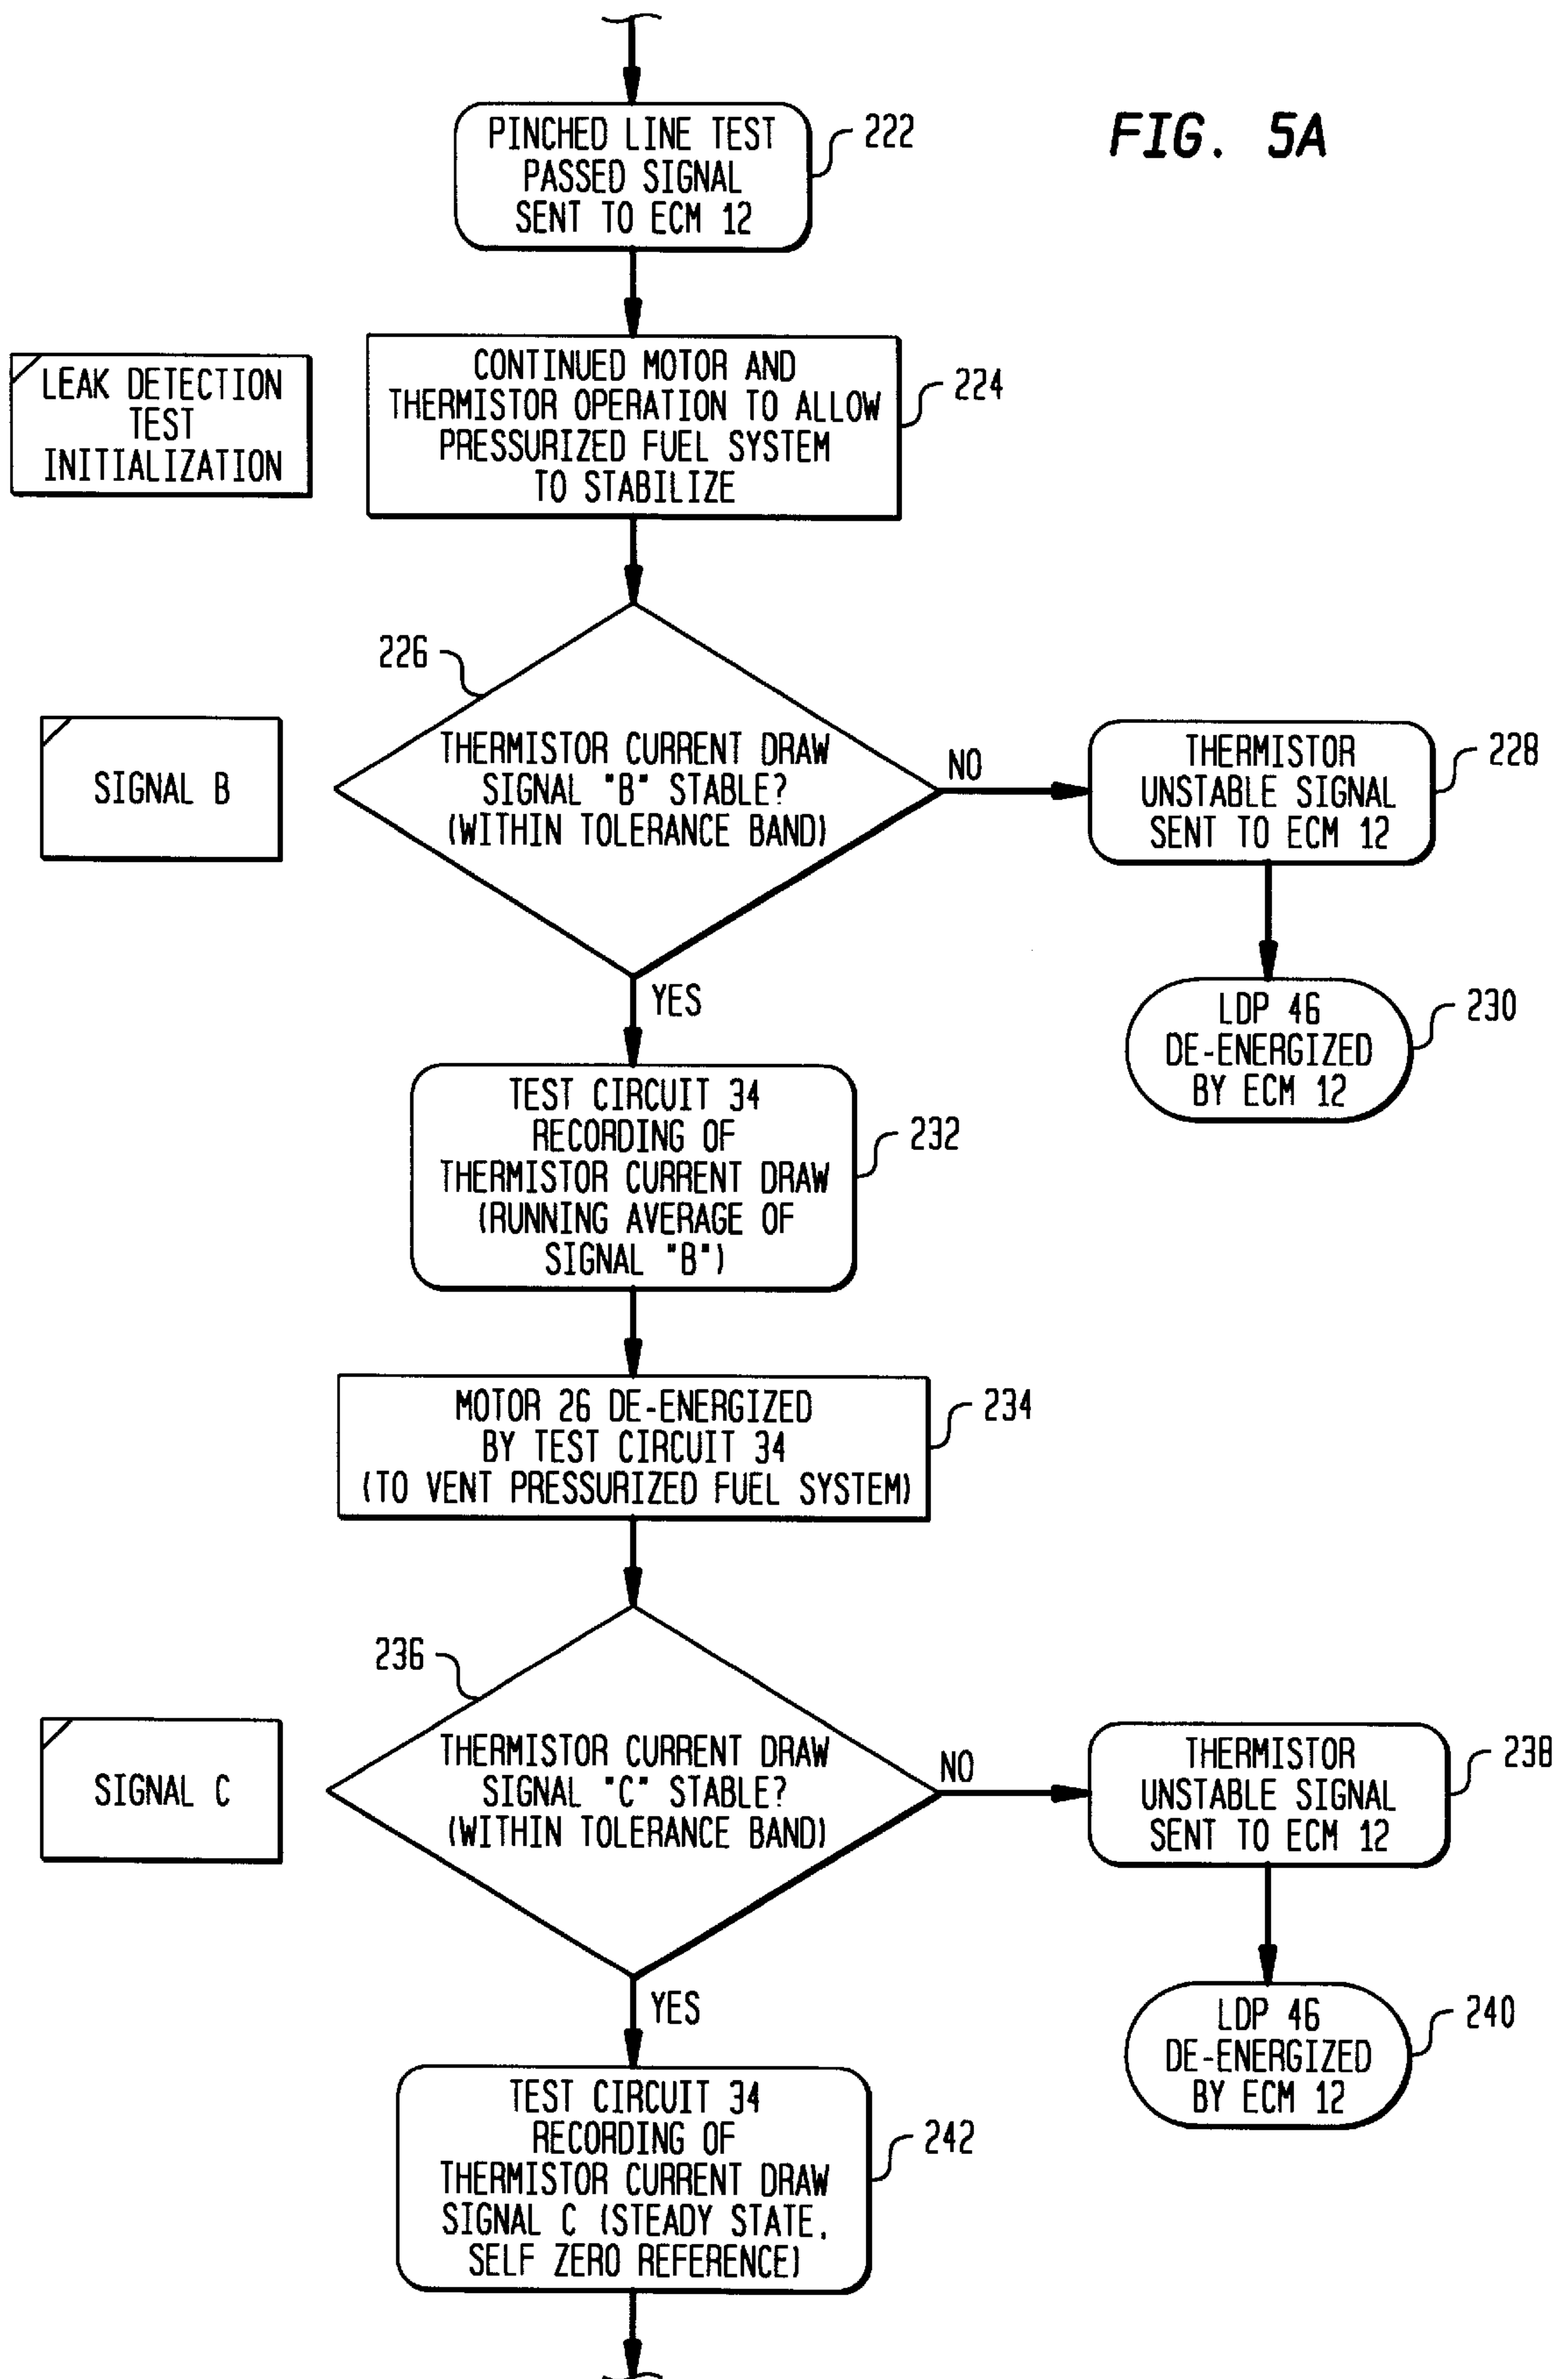 FIG. 5A
PINCHED LINE TEST
PASSED SIGNAL
SENT TO ECM 12
222
LEAK DETECTION
TEST
INITIALIZATION
CONTINUED MOTOR AND
THERMISTOR OPERATION TO ALLOW
PRESSURIZED FUEL SYSTEM
TO STABILIZE
224
226
SIGNAL B
THERMISTOR CURRENT DRAW
SIGNAL "B" STABLE?
(WITHIN TOLERANCE BAND)
NO
THERMISTOR
UNSTABLE SIGNAL
SENT TO ECM 12
228
YES
LDP 46
DE-ENERGIZED
BY ECM 12
230
TEST CIRCUIT 34
RECORDING OF
THERMISTOR CURRENT DRAW
(RUNNING AVERAGE OF
SIGNAL "B")
232
MOTOR 26 DE-ENERGIZED
BY TEST CIRCUIT 34
(TO VENT PRESSURIZED FUEL SYSTEM)
234
236
SIGNAL C
THERMISTOR CURRENT DRAW
SIGNAL "C" STABLE?
(WITHIN TOLERANCE BAND)
NO
THERMISTOR
UNSTABLE SIGNAL
SENT TO ECM 12
238
YES
LDP 46
DE-ENERGIZED
BY ECM 12
240
TEST CIRCUIT 34
RECORDING OF
THERMISTOR CURRENT DRAW
SIGNAL C (STEADY STATE,
SELF ZERO REFERENCE)
242